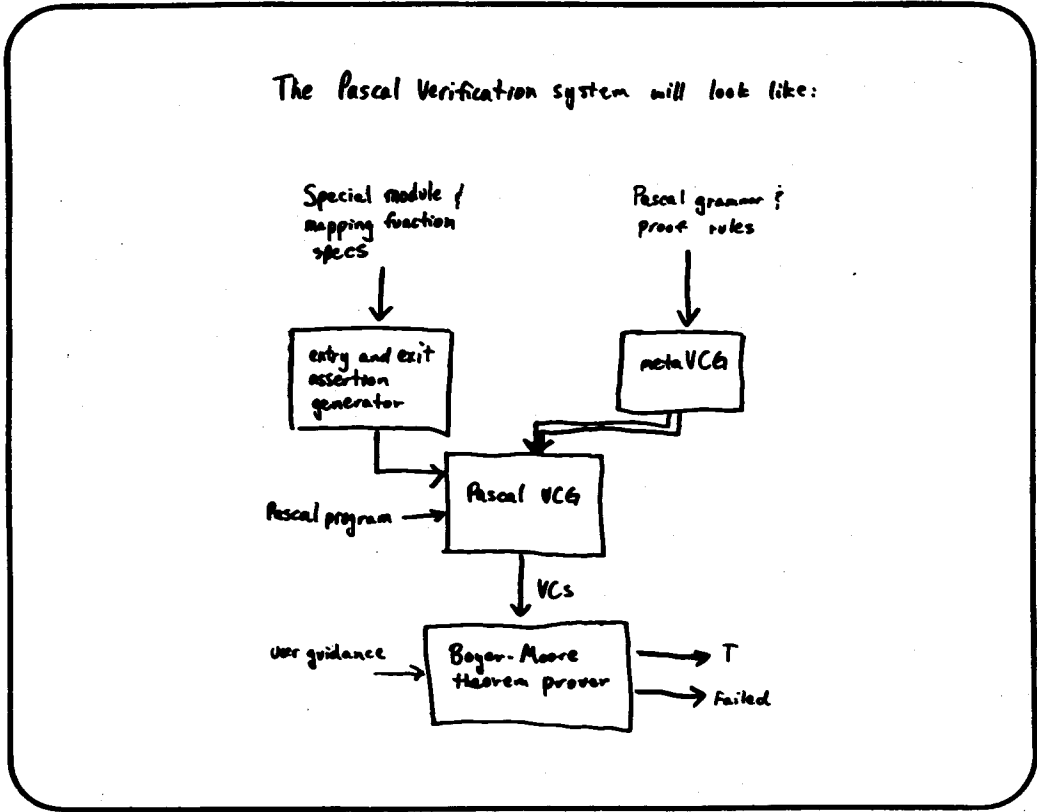 The Pascal Verification system will look like:
Special module &
mapping function
specs
Pascal grammar &
proof rules
entry and exit
assertion
generator
metaVCG
Pascal VCG
Pascal program
VCs
user guidance
Boyer-Moore
theorem prover
T
Failed